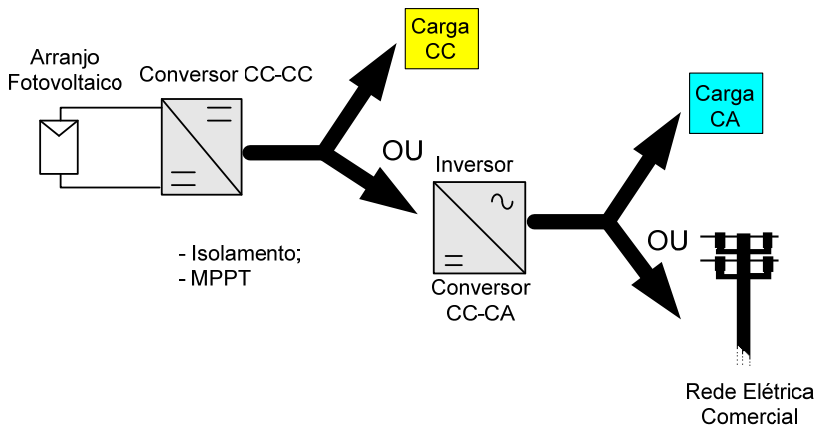 Carga
CC
Arranjo
Fotovoltaico
Conversor CC-CC
Carga
CA
OU
Inversor
OU
- Isolamento;
- MPPT
Conversor
CC-CA
Rede Elétrica
Comercial